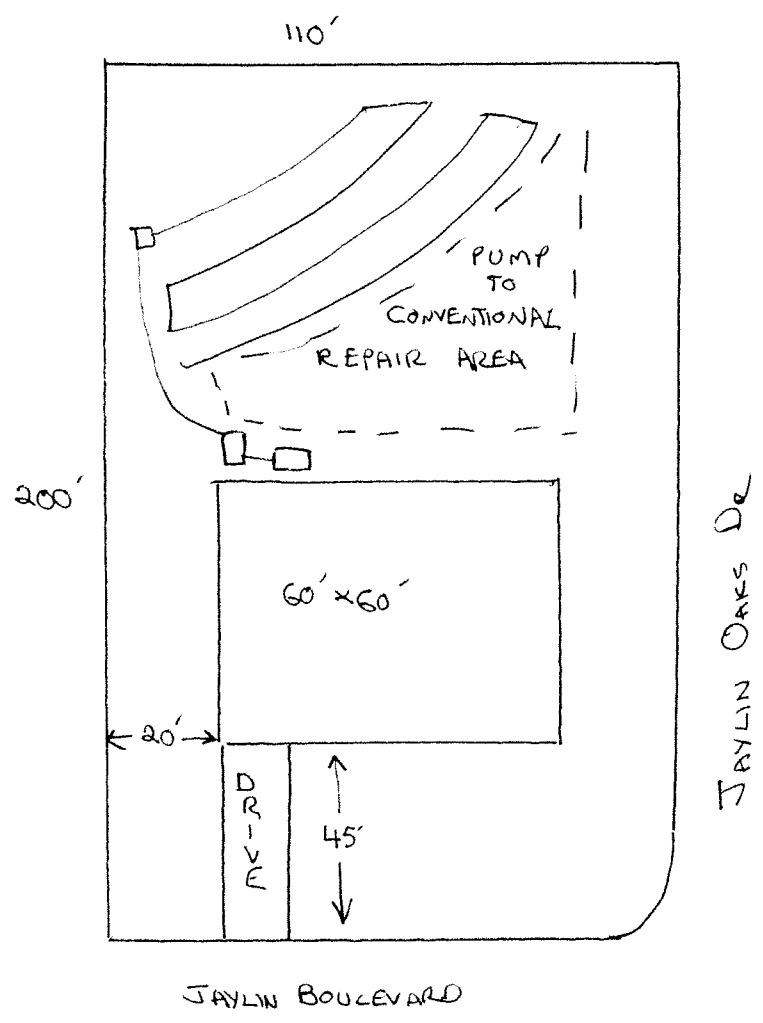 110'
PUMP
TO
CONVENTIONAL
REPAIR AREA
200'
60' x 60'
JAYLIN OAKS DR
20'
DRIVE
45'
JAYLIN BOULEVARD